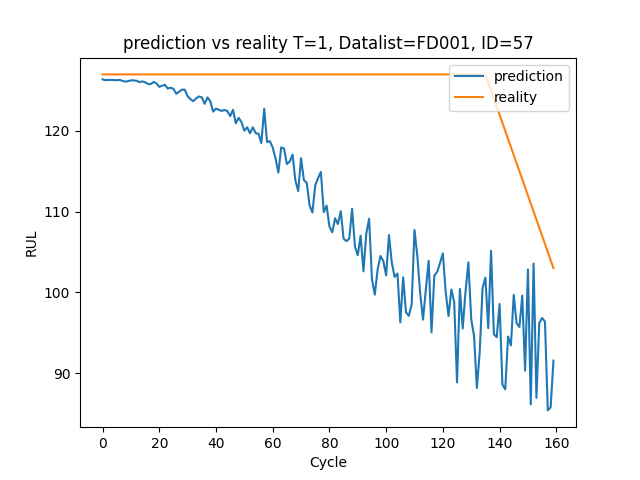 prediction vs reality T=1, Datalist=FD001, ID=57
prediction
reality
RUL
120
110
100
90
0 20 40 60 80 100 120 140 160
Cycle